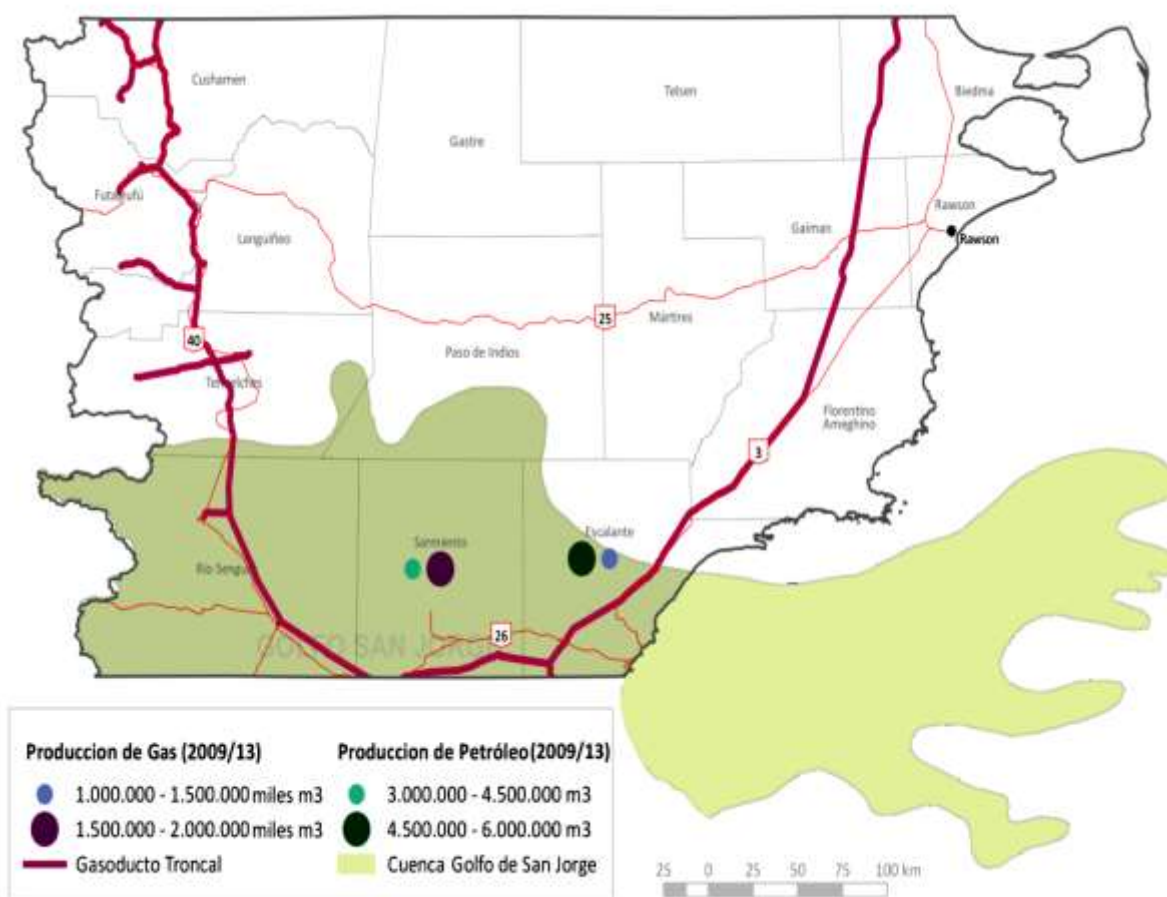 Cushamen
Telsen
Biedma
Gastre
Futaleufú
Rawson
Languiñeo
Gaiman
Rawson
25
Mártires
40
Paso de Indios
Tehuelches
Florentino
Ameghino
3
Escalante
Sarmiento
Río Senguer
26
GOLFO SAN JORGE
Produccion de Gas (2009/13)
1.000.000 - 1.500.000 miles m3
1.500.000 - 2.000.000 miles m3
Gasoducto Troncal
Produccion de Petróleo(2009/13)
3.000.000 - 4.500.000 m3
4.500.000 - 6.000.000 m3
Cuenca Golfo de San Jorge
25 0 25 50 100 km